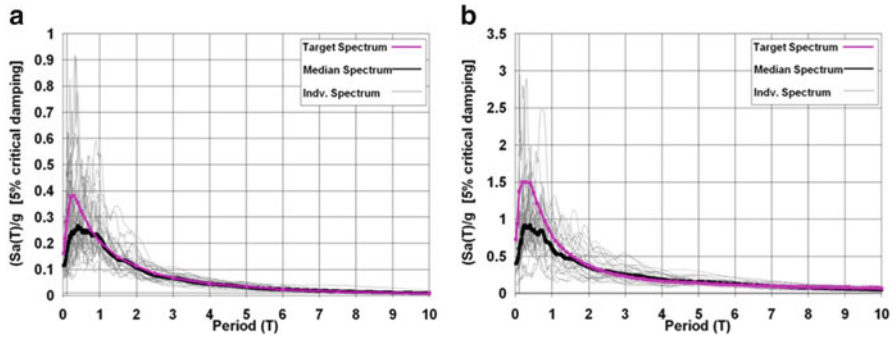 a
(Sa(T)/g [5% critical damping]
1
0.9
0.8
0.7
0.6
0.5
0.4
0.3
0.2
0.1
0
Target Spectrum
Median Spectrum
Indv. Spectrum
0 1 2 3 4 5 6 7 8 9 10
Period (T)
b
(Sa(T)/g [5% critical damping]
3.5
3
2.5
2
1.5
1
0.5
0
Target Spectrum
Median Spectrum
Indv. Spectrum
0 1 2 3 4 5 6 7 8 9 10
Period (T)